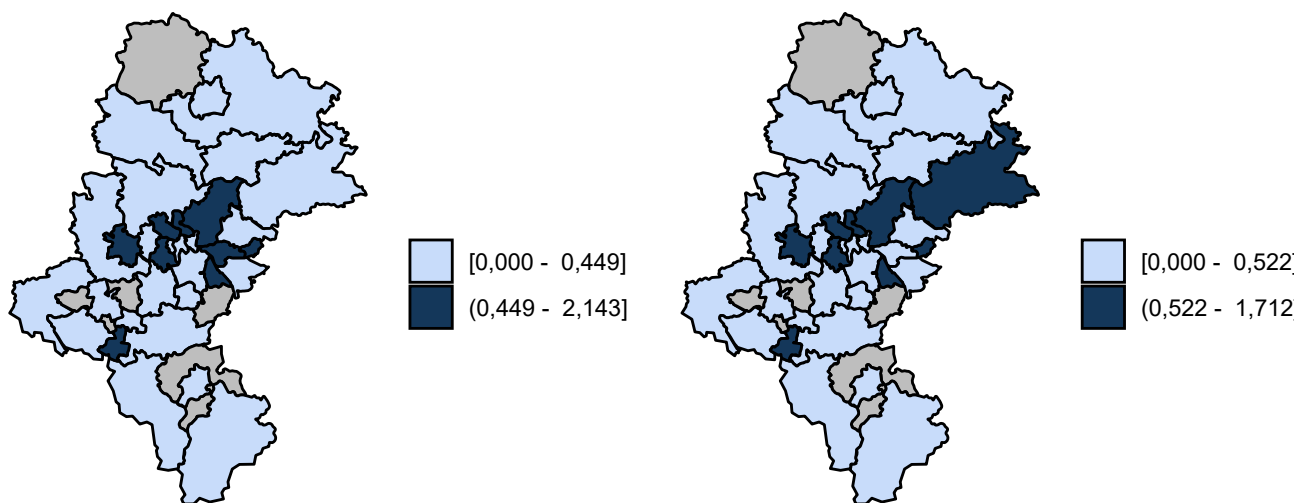 [0,000 - 0,449]
(0,449 - 2,143]
[0,000 - 0,522]
(0,522 - 1,712]